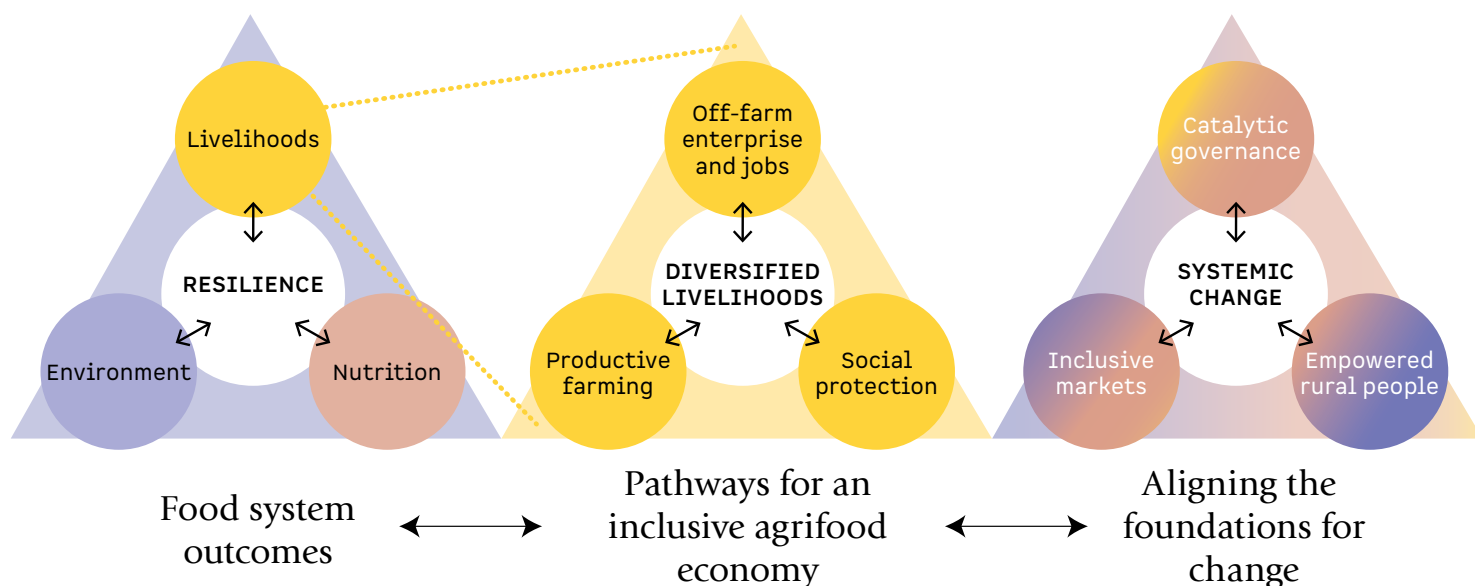 Livelihoods
RESILIENCE
Environment
Nutrition
Off-farm
enterprise
and jobs
DIVERSIFIED
LIVELIHOODS
Productive
farming
Social
protection
Catalytic
governance
SYSTEMIC
CHANGE
Inclusive
markets
Empowered
rural people
Food system
outcomes
Pathways for an
inclusive agrifood
economy
Aligning the
foundations for
change